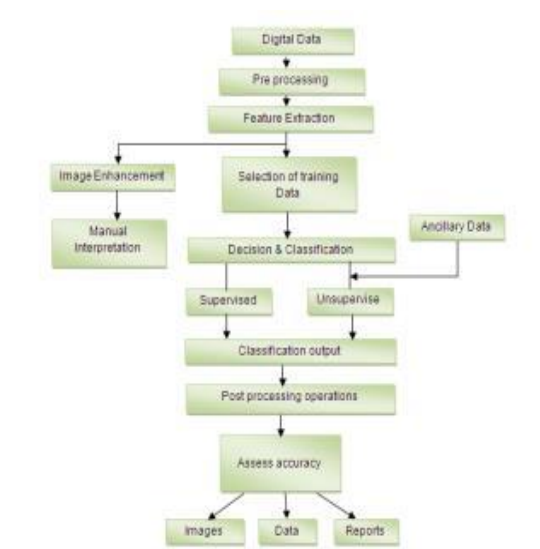 Digital Data
Pre processing
Feature Extraction
Image Enhancement
Selection of training
Data
Manual
Interpretation
Ancillary Data
Decision & Classification
Supervised
Unsupervise
Classification output
Post processing operations
Assess accuracy
Images
Data
Reports